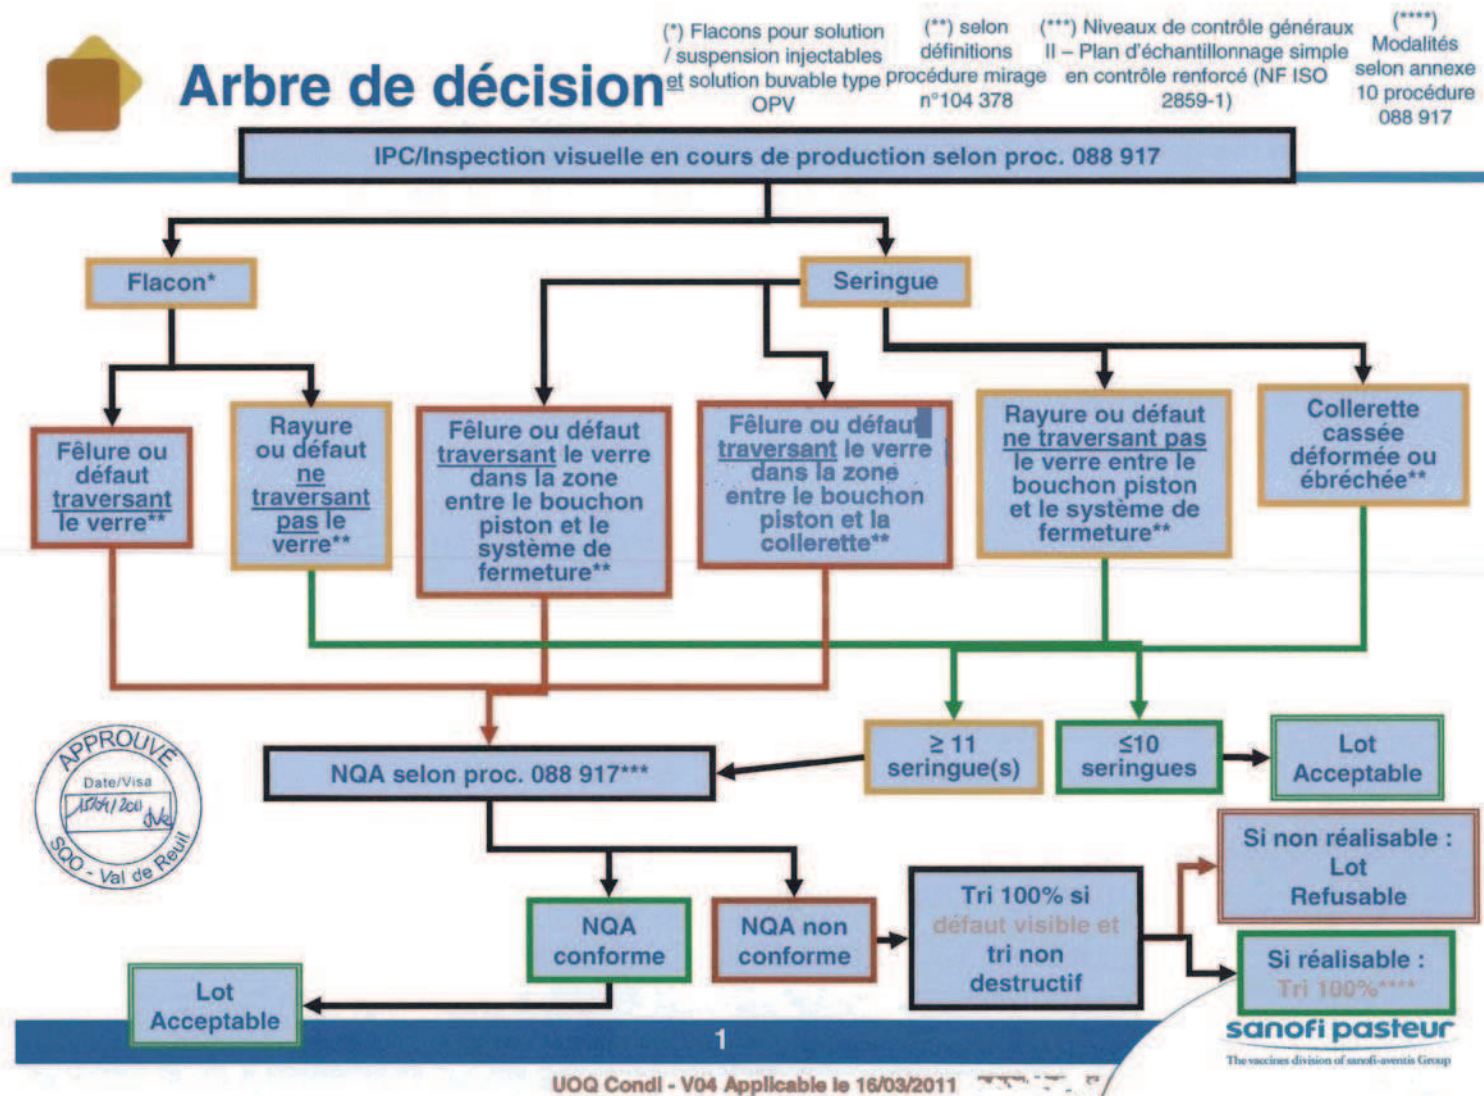 Arbre de décision
(*) Flacons pour solution
/ suspension injectables
et solution buvable type
OPV
(**) selon
définitions
procédure mirage
n°104 378
(***) Niveaux de contrôle généraux
II – Plan d'échantillonnage simple
en contrôle renforcé (NF ISO
2859-1)
(****)
Modalités
selon annexe
10 procédure
088 917
IPC/Inspection visuelle en cours de production selon proc. 088 917
Flacon*
Seringue
Fêlure ou
défaut
traversant
le verre**
Rayure
ou défaut
ne
traversant
pas le
verre**
Fêlure ou défaut
traversant le verre
dans la zone
entre le bouchon
piston et le
système de
fermeture**
Fêlure ou défaut
traversant le verre
dans la zone
entre le bouchon
piston et la
collerette**
Rayure ou défaut
ne traversant pas
le verre entre le
bouchon piston
et le système de
fermeture**
Collerette
cassée
déformée ou
ébréchée**
≥ 11
seringue(s)
≤10
seringues
Lot
Acceptable
NQA selon proc. 088 917***
APPROUVÉ
Date/Visa
15/04/2011
SQO - Val de Reuil
NQA
conforme
NQA non
conforme
Tri 100% si
défaut visible et
tri non
destructif
Si non réalisable :
Lot
Refusable
Si réalisable :
Tri 100%****
Lot
Acceptable
1
sanofi pasteur
The vaccines division of sanofi-aventis Group
UOQ Condi - V04 Applicable le 16/03/2011